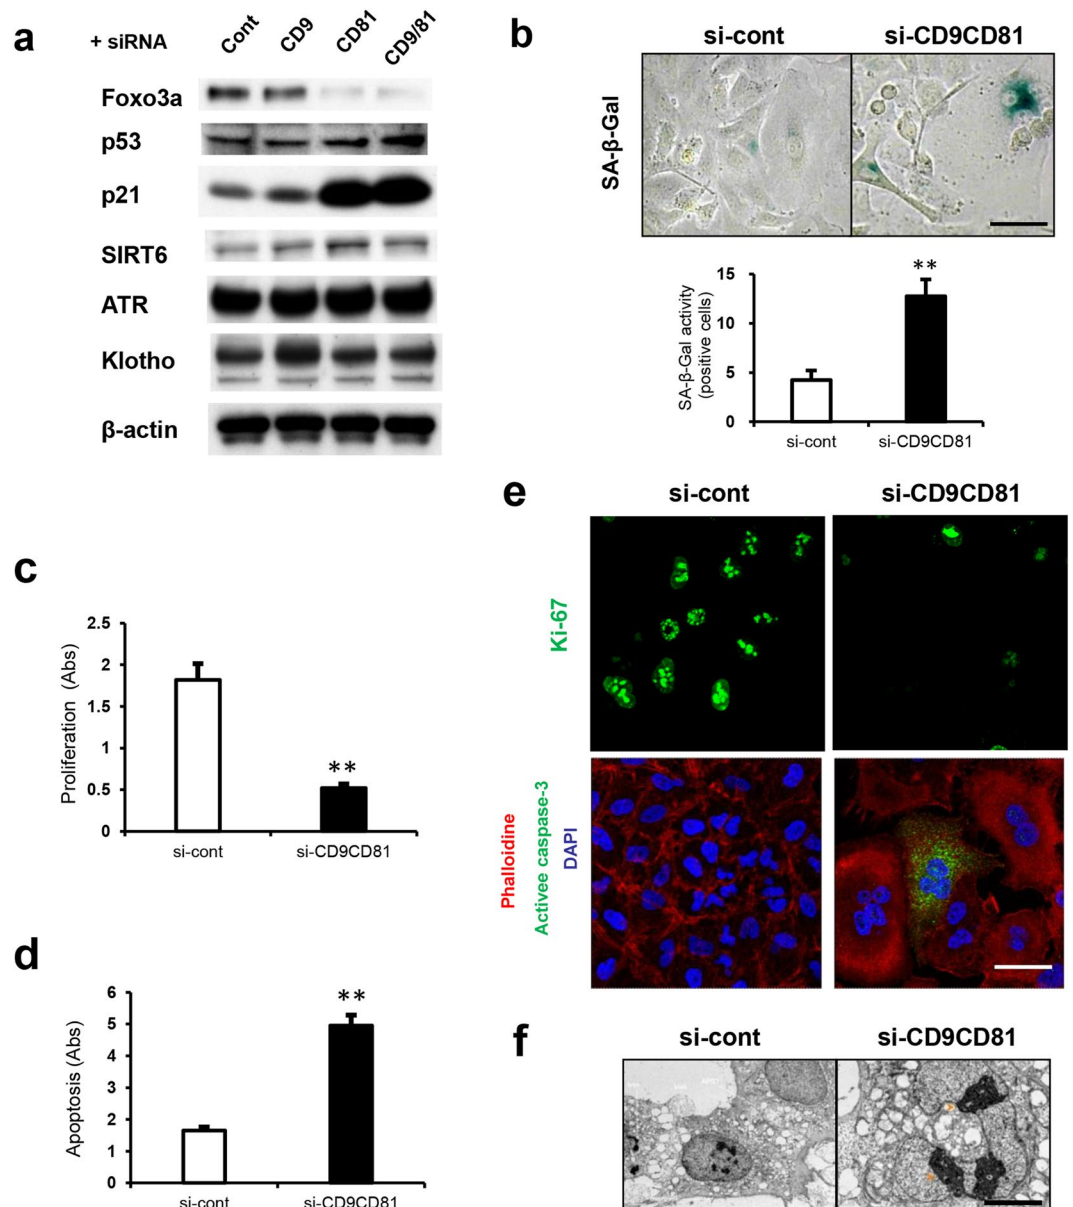 a
+ siRNA
Cont
CD9
CD81
CD9/81
Foxo3a
p53
p21
SIRT6
ATR
Klotho
β-actin
b
si-cont
si-CD9CD81
SA-β-Gal
**
15
10
5
0
SA-β-Gal activity
(positive cells)
si-cont
si-CD9CD81
c
2.5
2
1.5
1
0.5
0
Proliferation (Abs)
**
si-cont
si-CD9CD81
d
6
5
4
3
2
1
0
Apoptosis (Abs)
**
si-cont
si-CD9CD81
e
si-cont
si-CD9CD81
Ki-67
Phalloidine
Activee caspase-3
DAPI
f
si-cont
si-CD9CD81